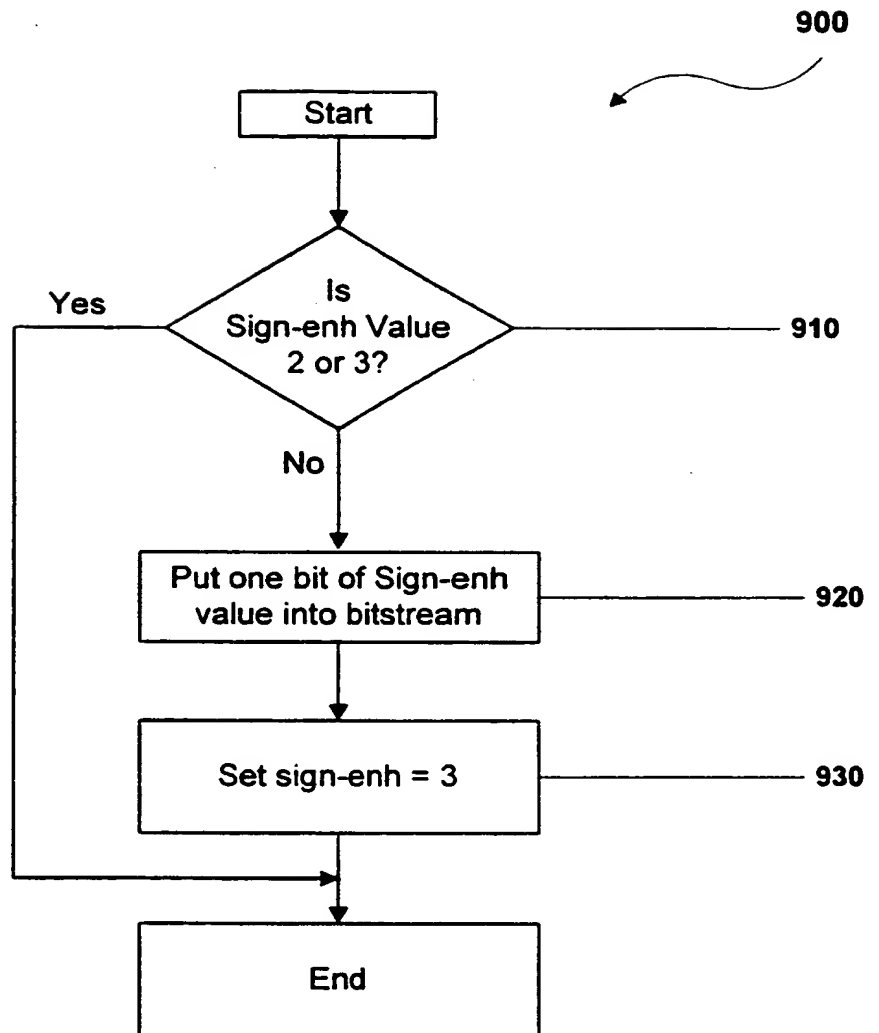 900
Start
Is
Sign-enh Value
2 or 3?
Yes
910
No
Put one bit of Sign-enh
value into bitstream
920
Set sign-enh = 3
930
End